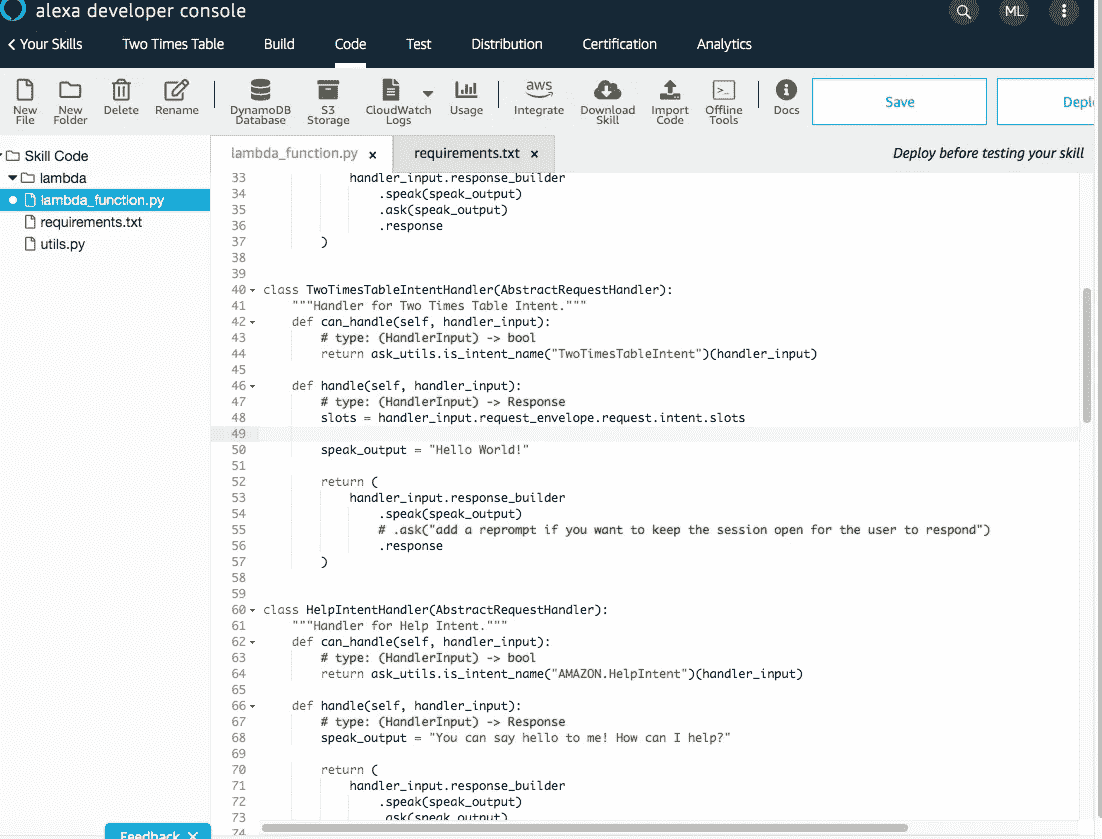 alexa developer console
ML
Your Skills Two Times Table Build Code Test Distribution Certification Analytics
New File
New Folder
Delete
Rename
DynamoDB Database
S3 Storage
CloudWatch Logs
Usage
aws Integrate
Download Skill
Import Code
Offline Tools
Docs
Save
Deplo
Skill Code
lambda
lambda_function.py
requirements.txt
utils.py
lambda_function.py × requirements.txt ×
Deploy before testing your skill
33             handler_input.response_builder
34                 .speak(speak_output)
35                 .ask(speak_output)
36                 .response
37         )
38
39
40 class TwoTimesTableIntentHandler(AbstractRequestHandler):
41     """Handler for Two Times Table Intent."""
42     def can_handle(self, handler_input):
43         # type: (HandlerInput) -> bool
44         return ask_utils.is_intent_name("TwoTimesTableIntent")(handler_input)
45
46     def handle(self, handler_input):
47         # type: (HandlerInput) -> Response
48         slots = handler_input.request_envelope.request.intent.slots
49
50         speak_output = "Hello World!"
51
52         return (
53             handler_input.response_builder
54                 .speak(speak_output)
55                 # .ask("add a reprompt if you want to keep the session open for the user to respond")
56                 .response
57         )
58
59
60 class HelpIntentHandler(AbstractRequestHandler):
61     """Handler for Help Intent."""
62     def can_handle(self, handler_input):
63         # type: (HandlerInput) -> bool
64         return ask_utils.is_intent_name("AMAZON.HelpIntent")(handler_input)
65
66     def handle(self, handler_input):
67         # type: (HandlerInput) -> Response
68         speak_output = "You can say hello to me! How can I help?"
69
70         return (
71             handler_input.response_builder
72                 .speak(speak_output)
73                 .ask(speak_output)
74
Feedback ×